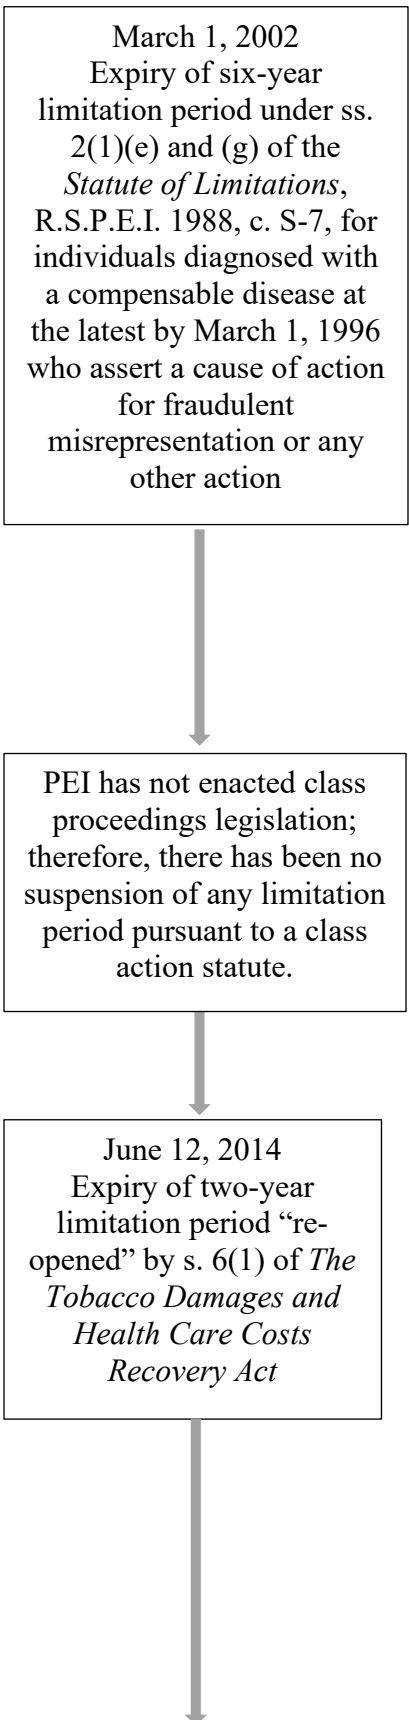 March 1, 2002
Expiry of six-year
limitation period under ss.
2(1)(e) and (g) of the
Statute of Limitations,
R.S.P.E.I. 1988, c. S-7, for
individuals diagnosed with
a compensable disease at
the latest by March 1, 1996
who assert a cause of action
for fraudulent
misrepresentation or any
other action
PEI has not enacted class
proceedings legislation;
therefore, there has been no
suspension of any limitation
period pursuant to a class
action statute.
June 12, 2014
Expiry of two-year
limitation period “re-
opened” by s. 6(1) of The
Tobacco Damages and
Health Care Costs
Recovery Act